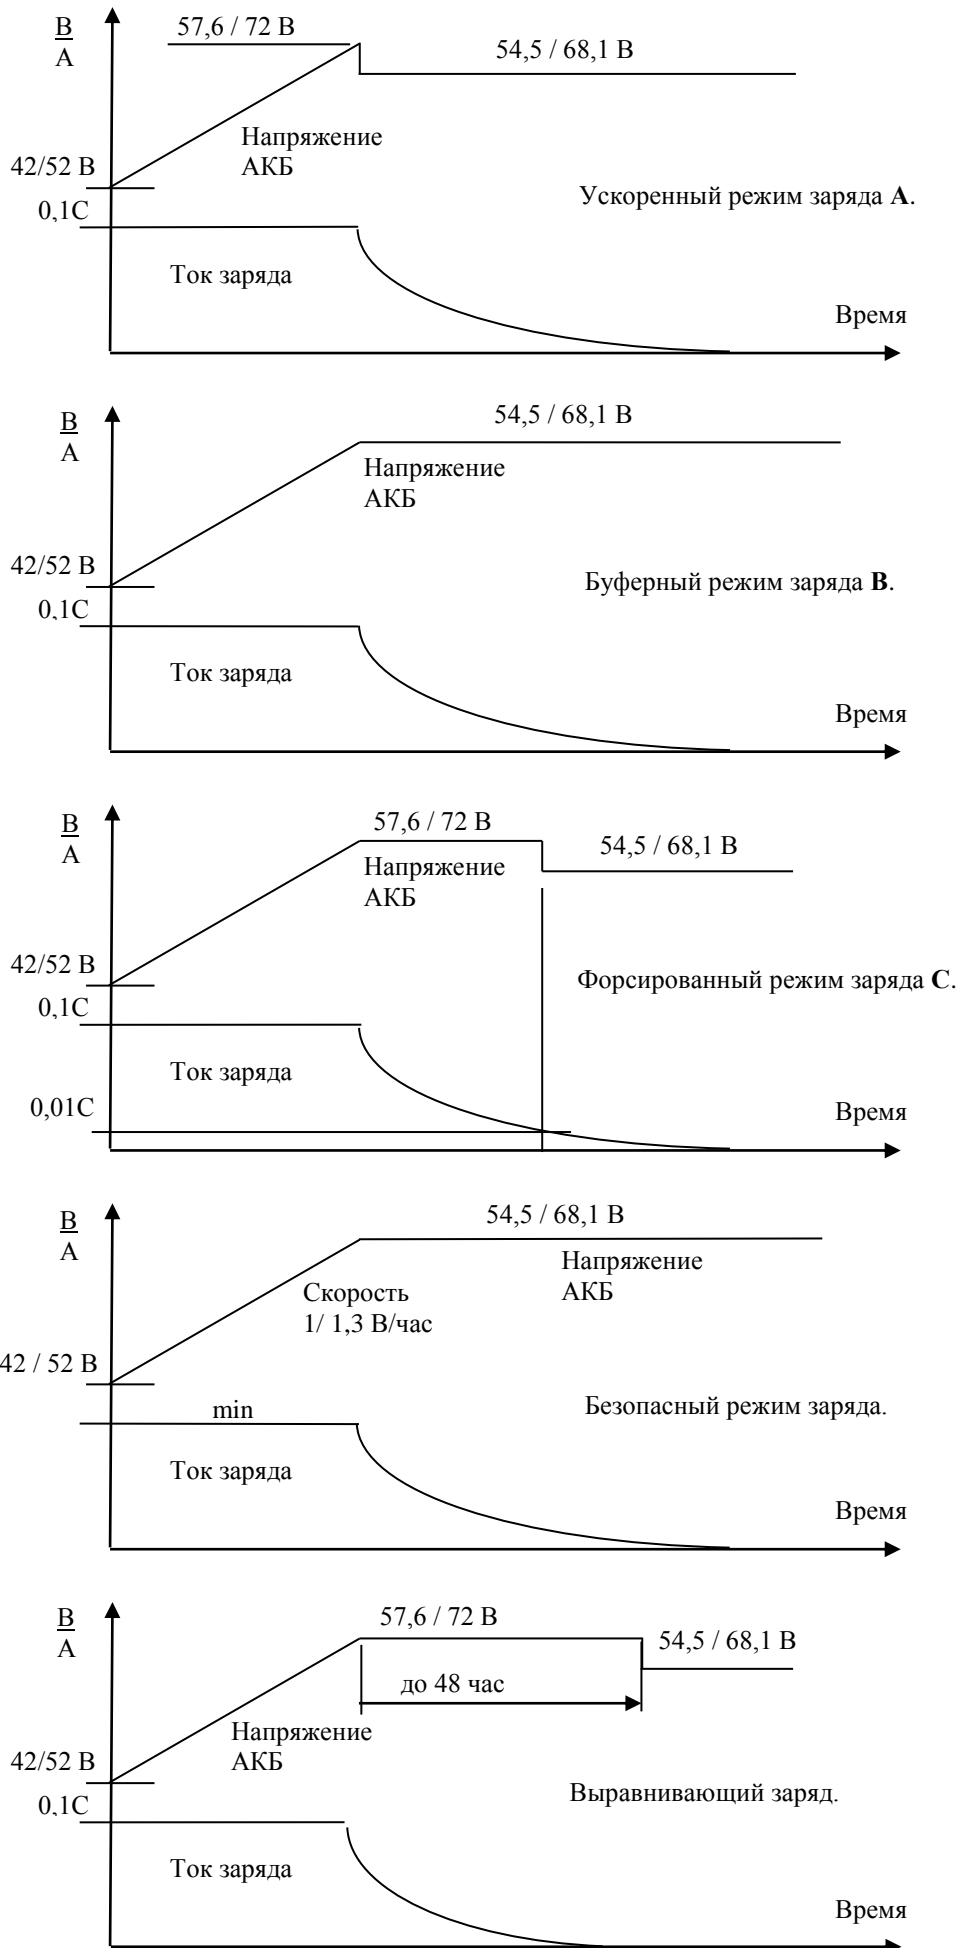 В
А
57,6 / 72 В
54,5 / 68,1 В
Напряжение
АКБ
42/52 В
Ускоренный режим заряда А.
0,1С
Ток заряда
Время
В
А
54,5 / 68,1 В
Напряжение
АКБ
42/52 В
Буферный режим заряда В.
0,1С
Ток заряда
Время
В
А
57,6 / 72 В
54,5 / 68,1 В
Напряжение
АКБ
42/52 В
Форсированный режим заряда С.
0,1С
Ток заряда
0,01С
Время
В
А
54,5 / 68,1 В
Напряжение
АКБ
Скорость
1/ 1,3 В/час
42 / 52 В
min
Безопасный режим заряда.
Ток заряда
Время
В
А
57,6 / 72 В
54,5 / 68,1 В
до 48 час
Напряжение
АКБ
42/52 В
Выравнивающий заряд.
0,1С
Ток заряда
Время